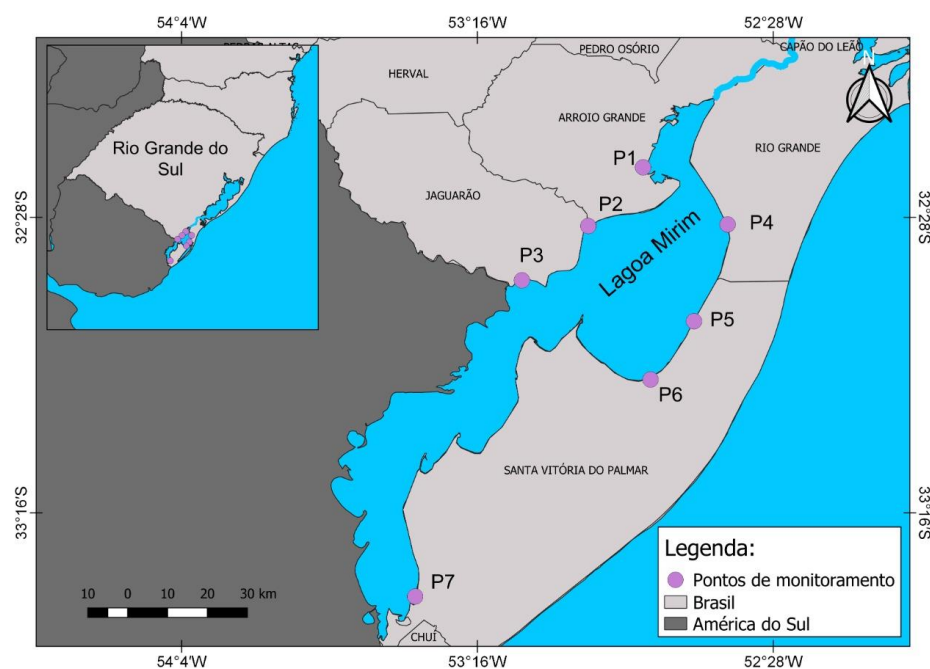 54°4'W 53°16'W 52°28'W
PEDRO OSÓRIO
CAPÃO DO LEÃO
N
HERVAL
ARROIO GRANDE
Rio Grande do
Sul
P1
RIO GRANDE
JAGUARÃO
P2
P4
32°28'S
32°28'S
Lagoa Mirim
P3
P5
P6
SANTA VITÓRIA DO PALMAR
33°16'S
33°16'S
Legenda:
Pontos de monitoramento
Brasil
América do Sul
P7
10 0 10 20 30 km
CHUÍ
54°4'W 53°16'W 52°28'W